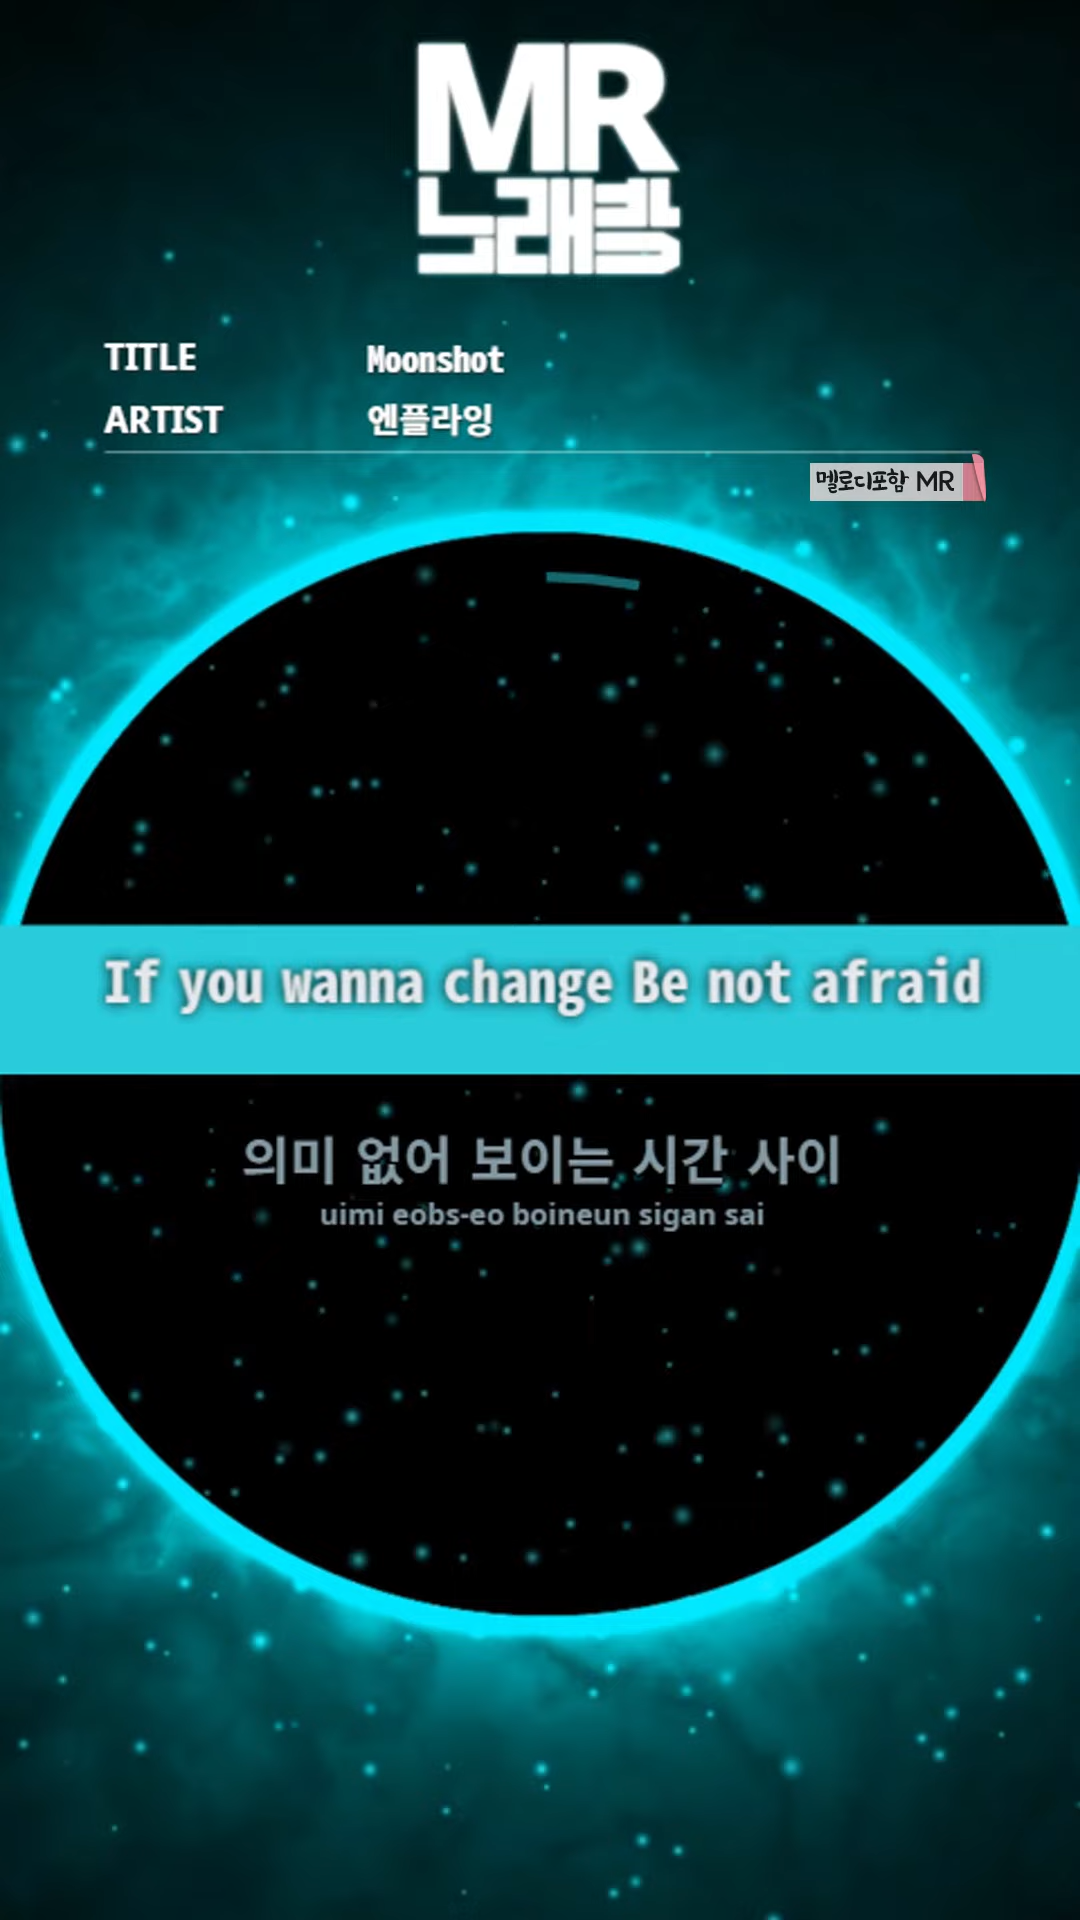 MR
노래방
TITLE Moonshot
ARTIST 엔플라잉
멜로디포함 MR
If you wanna change Be not afraid
의미 없어 보이는 시간 사이
uimi eobs-eo boineun sigan sai